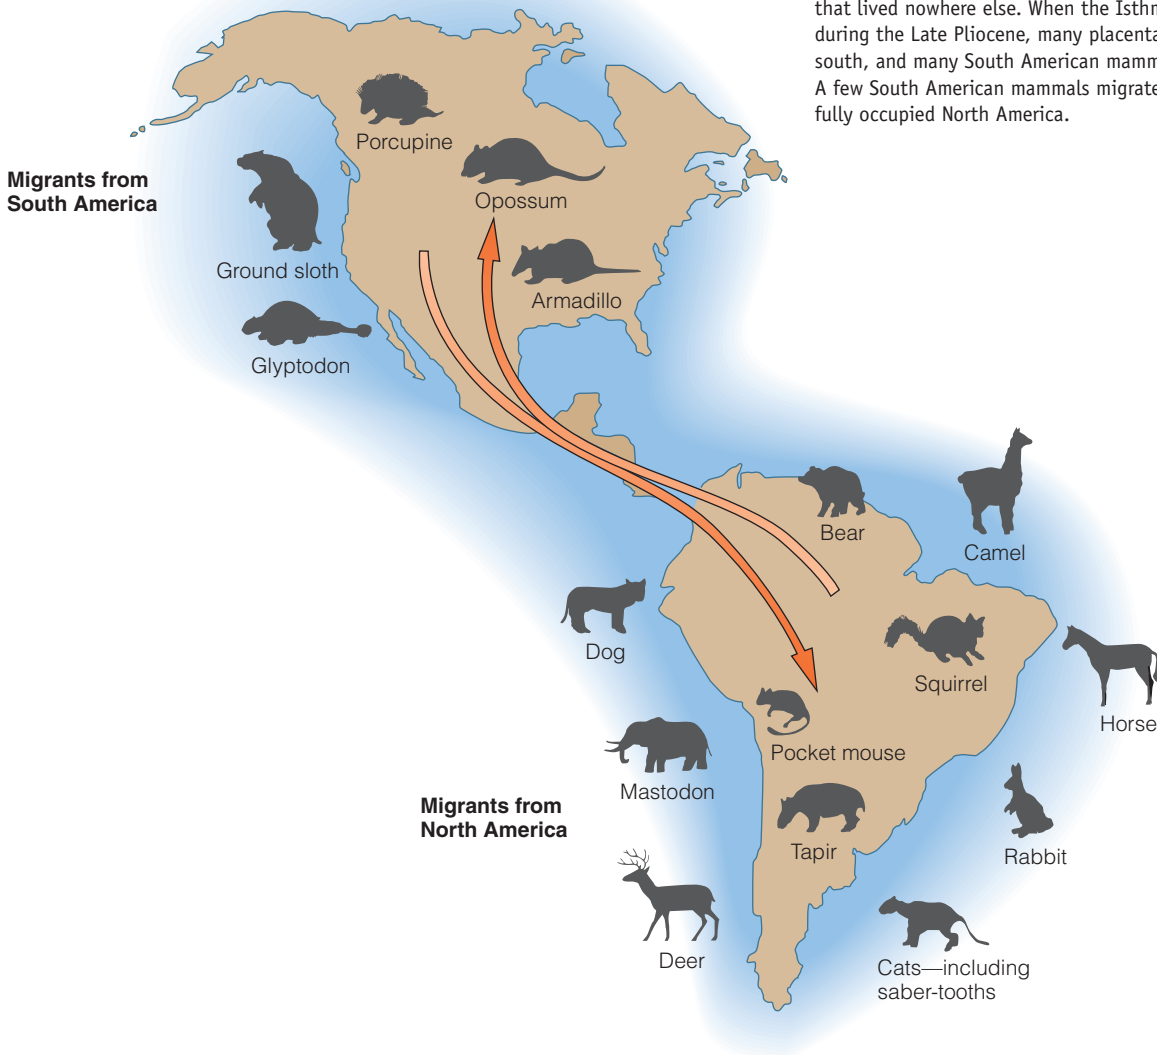 that lived nowhere else. When the Isthm
during the Late Pliocene, many placenta
south, and many South American mamm
A few South American mammals migrate
fully occupied North America.
Porcupine
Migrants from
South America
Opossum
Ground sloth
Armadillo
Glyptodon
Bear
Camel
Dog
Squirrel
Horse
Pocket mouse
Mastodon
Migrants from
North America
Tapir
Rabbit
Deer
Cats—including
saber-tooths